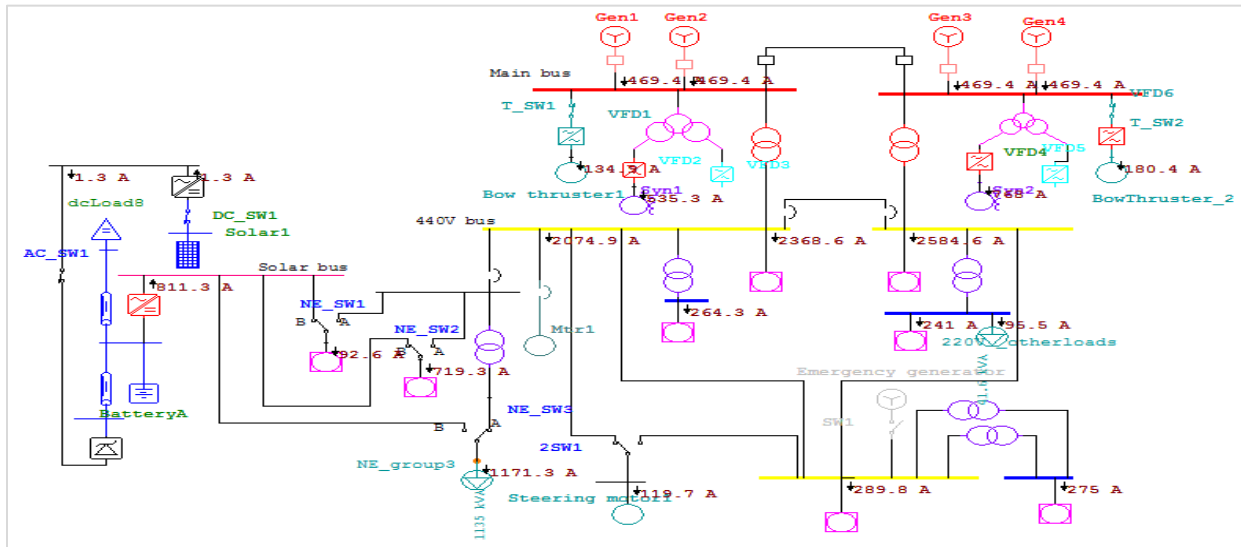 Gen1
Gen2
Gen3
Gen4
Main bus
469.4 A
469.4 A
469.4 A
469.4 A
VFD6
T_SW1
VFD1
T_SW2
VFD2
VFD3
VFD4
VFD5
Bow thruster1
Syn1
635.3 A
Syn2
768 A
180.4 A
BowThruster_2
1.3 A
1.3 A
dcLoad8
DC_SW1
Solar1
440V bus
2074.9 A
2368.6 A
2584.6 A
AC_SW1
Solar bus
811.3 A
NE_SW1
B
A
92.6 A
NE_SW2
B
A
719.3 A
Mtr1
264.3 A
241 A
95.5 A
220V_otherloads
BatteryA
Emergency generator
NE_SW3
B
A
2SW1
SW1
NE_group3
1171.3 A
1135 kVA
Steering motor1
119.7 A
289.8 A
275 A